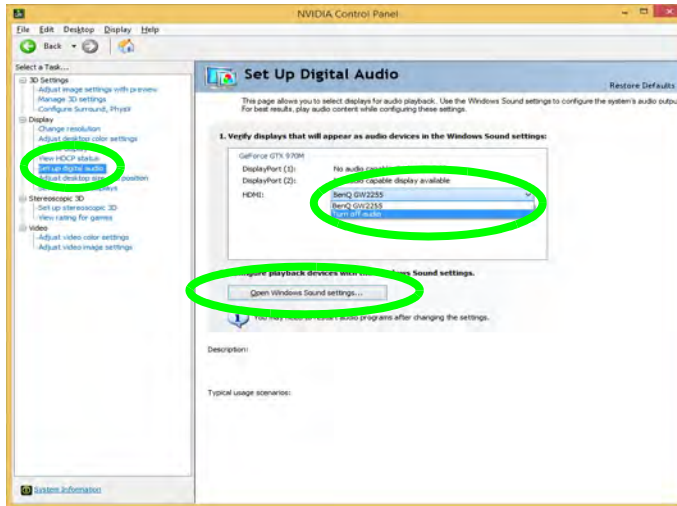 NVIDIA Control Panel
File Edit Desktop Display Help
Back
Select a Task...
3D Settings
Adjust image settings with preview
Manage 3D settings
Configure Surround, PhysX
Display
Change resolution
Adjust desktop color settings
View HDCP status
Set up digital audio
Adjust desktop size position
Stereoscopic 3D
Set up stereoscopic 3D
View rating for games
Video
Adjust video color settings
Adjust video image settings
System Information
Set Up Digital Audio
Restore Defaults
This page allows you to select displays for audio playback. Use the Windows Sound settings to configure the system's audio outpu
For best results, play audio content while configuring these settings.
1. Verify displays that will appear as audio devices in the Windows Sound settings:
GeForce GTX 970M
DisplayPort (1): No audio
DisplayPort (2): capable display available
HDMI: BenQ GW2255
BenQ GW2255
Turn off audio
playback devices Sound settings.
Open Windows Sound settings...
You may need to restart audio programs after changing the settings.
Description:
Typical usage scenarios: